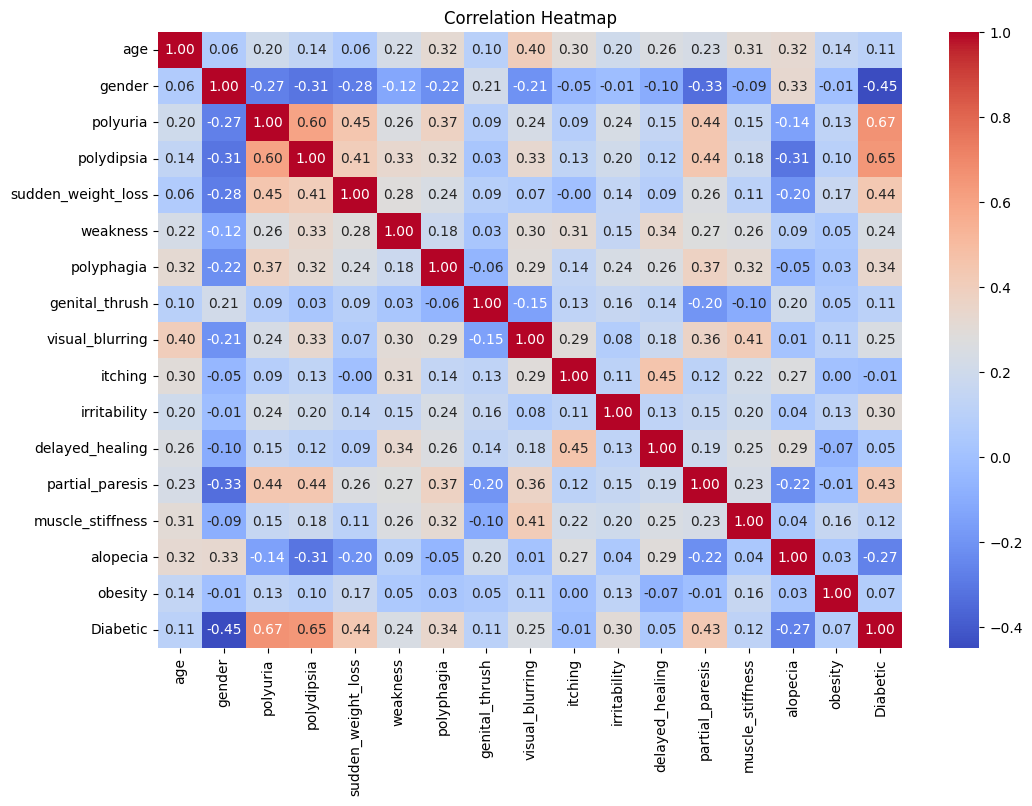 Correlation Heatmap
age 1.00 0.06 0.20 0.14 0.06 0.22 0.32 0.10 0.40 0.30 0.20 0.26 0.23 0.31 0.32 0.14 0.11
gender 0.06 1.00 -0.27 -0.31 -0.28 -0.12 -0.22 0.21 -0.21 -0.05 -0.01 -0.10 -0.33 -0.09 0.33 -0.01 -0.45
polyuria 0.20 -0.27 1.00 0.60 0.45 0.26 0.37 0.09 0.24 0.09 0.24 0.15 0.44 0.15 -0.14 0.13 0.67
polydipsia 0.14 -0.31 0.60 1.00 0.41 0.33 0.32 0.03 0.33 0.13 0.20 0.12 0.44 0.18 -0.31 0.10 0.65
sudden_weight_loss 0.06 -0.28 0.45 0.41 1.00 0.28 0.24 0.09 0.07 -0.00 0.14 0.09 0.26 0.11 -0.20 0.17 0.44
weakness 0.22 -0.12 0.26 0.33 0.28 1.00 0.18 0.03 0.30 0.31 0.15 0.34 0.27 0.26 0.09 0.05 0.24
polyphagia 0.32 -0.22 0.37 0.32 0.24 0.18 1.00 -0.06 0.29 0.14 0.24 0.26 0.37 0.32 -0.05 0.03 0.34
genital_thrush 0.10 0.21 0.09 0.03 0.09 0.03 -0.06 1.00 -0.15 0.13 0.16 0.14 -0.20 -0.10 0.20 0.05 0.11
visual_blurring 0.40 -0.21 0.24 0.33 0.07 0.30 0.29 -0.15 1.00 0.29 0.08 0.18 0.36 0.41 0.01 0.11 0.25
itching 0.30 -0.05 0.09 0.13 -0.00 0.31 0.14 0.13 0.29 1.00 0.11 0.45 0.12 0.22 0.27 0.00 -0.01
irritability 0.20 -0.01 0.24 0.20 0.14 0.15 0.24 0.16 0.08 0.11 1.00 0.13 0.15 0.20 0.04 0.13 0.30
delayed_healing 0.26 -0.10 0.15 0.12 0.09 0.34 0.26 0.14 0.18 0.45 0.13 1.00 0.19 0.25 0.29 -0.07 0.05
partial_paresis 0.23 -0.33 0.44 0.44 0.26 0.27 0.37 -0.20 0.36 0.12 0.15 0.19 1.00 0.23 -0.22 -0.01 0.43
muscle_stiffness 0.31 -0.09 0.15 0.18 0.11 0.26 0.32 -0.10 0.41 0.22 0.20 0.25 0.23 1.00 0.04 0.16 0.12
alopecia 0.32 0.33 -0.14 -0.31 -0.20 0.09 -0.05 0.20 0.01 0.27 0.04 0.29 -0.22 0.04 1.00 0.03 -0.27
obesity 0.14 -0.01 0.13 0.10 0.17 0.05 0.03 0.05 0.11 0.00 0.13 -0.07 -0.01 0.16 0.03 1.00 0.07
Diabetic 0.11 -0.45 0.67 0.65 0.44 0.24 0.34 0.11 0.25 -0.01 0.30 0.05 0.43 0.12 -0.27 0.07 1.00
age
gender
polyuria
polydipsia
sudden_weight_loss
weakness
polyphagia
genital_thrush
visual_blurring
itching
irritability
delayed_healing
partial_paresis
muscle_stiffness
alopecia
obesity
Diabetic
1.0
0.8
0.6
0.4
0.2
0.0
−0.2
−0.4